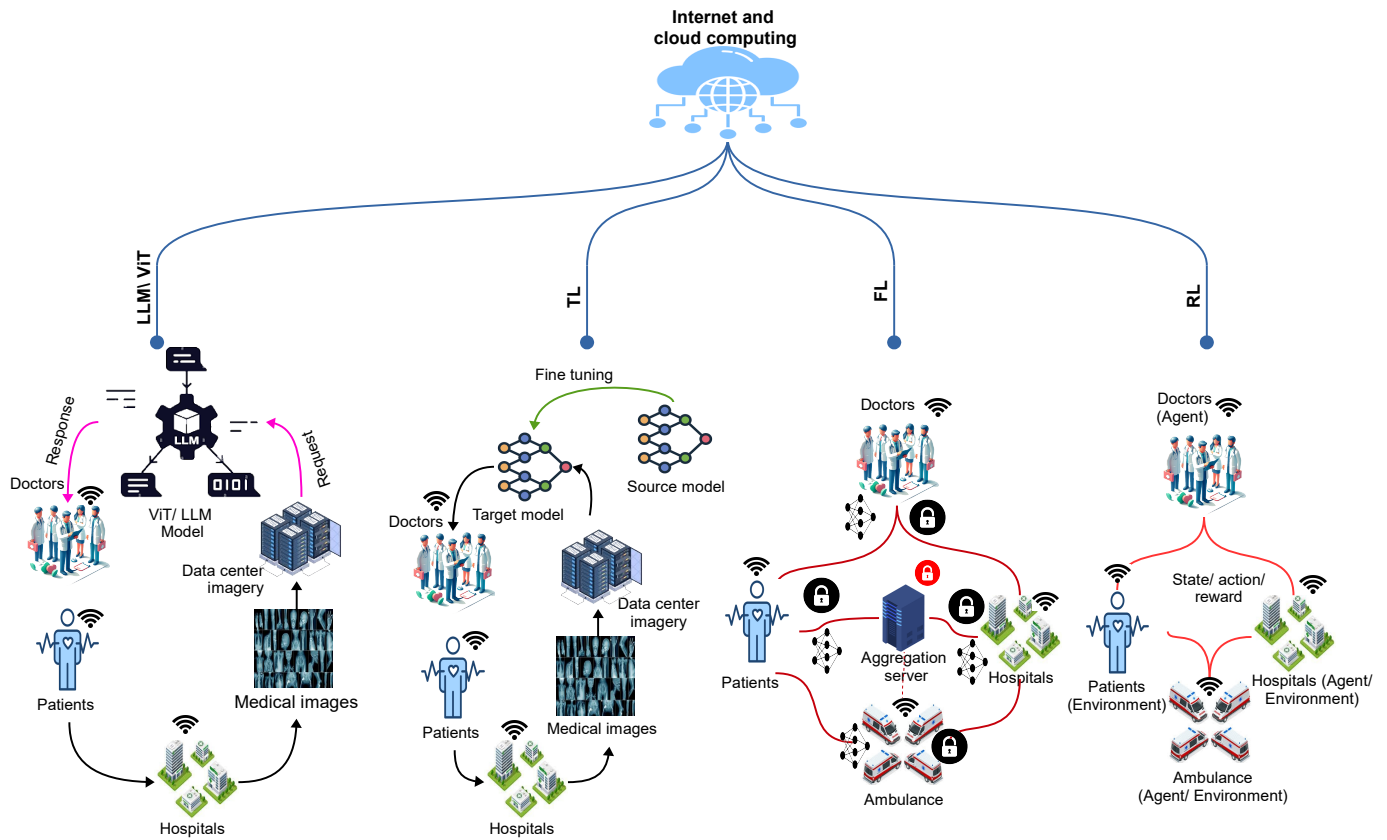 Internet and
cloud computing
LLM\ ViT
TL
FL
RL
Response
LLM
Request
Doctors
ViT/ LLM
Model
Data center
imagery
Patients
Medical images
Hospitals
Fine tuning
Source model
Target model
Doctors
Data center
imagery
Patients
Medical images
Hospitals
Doctors
Patients
Aggregation
server
Hospitals
Ambulance
Doctors
(Agent)
State/ action/
reward
Patients
(Environment)
Hospitals (Agent/
Environment)
Ambulance
(Agent/ Environment)